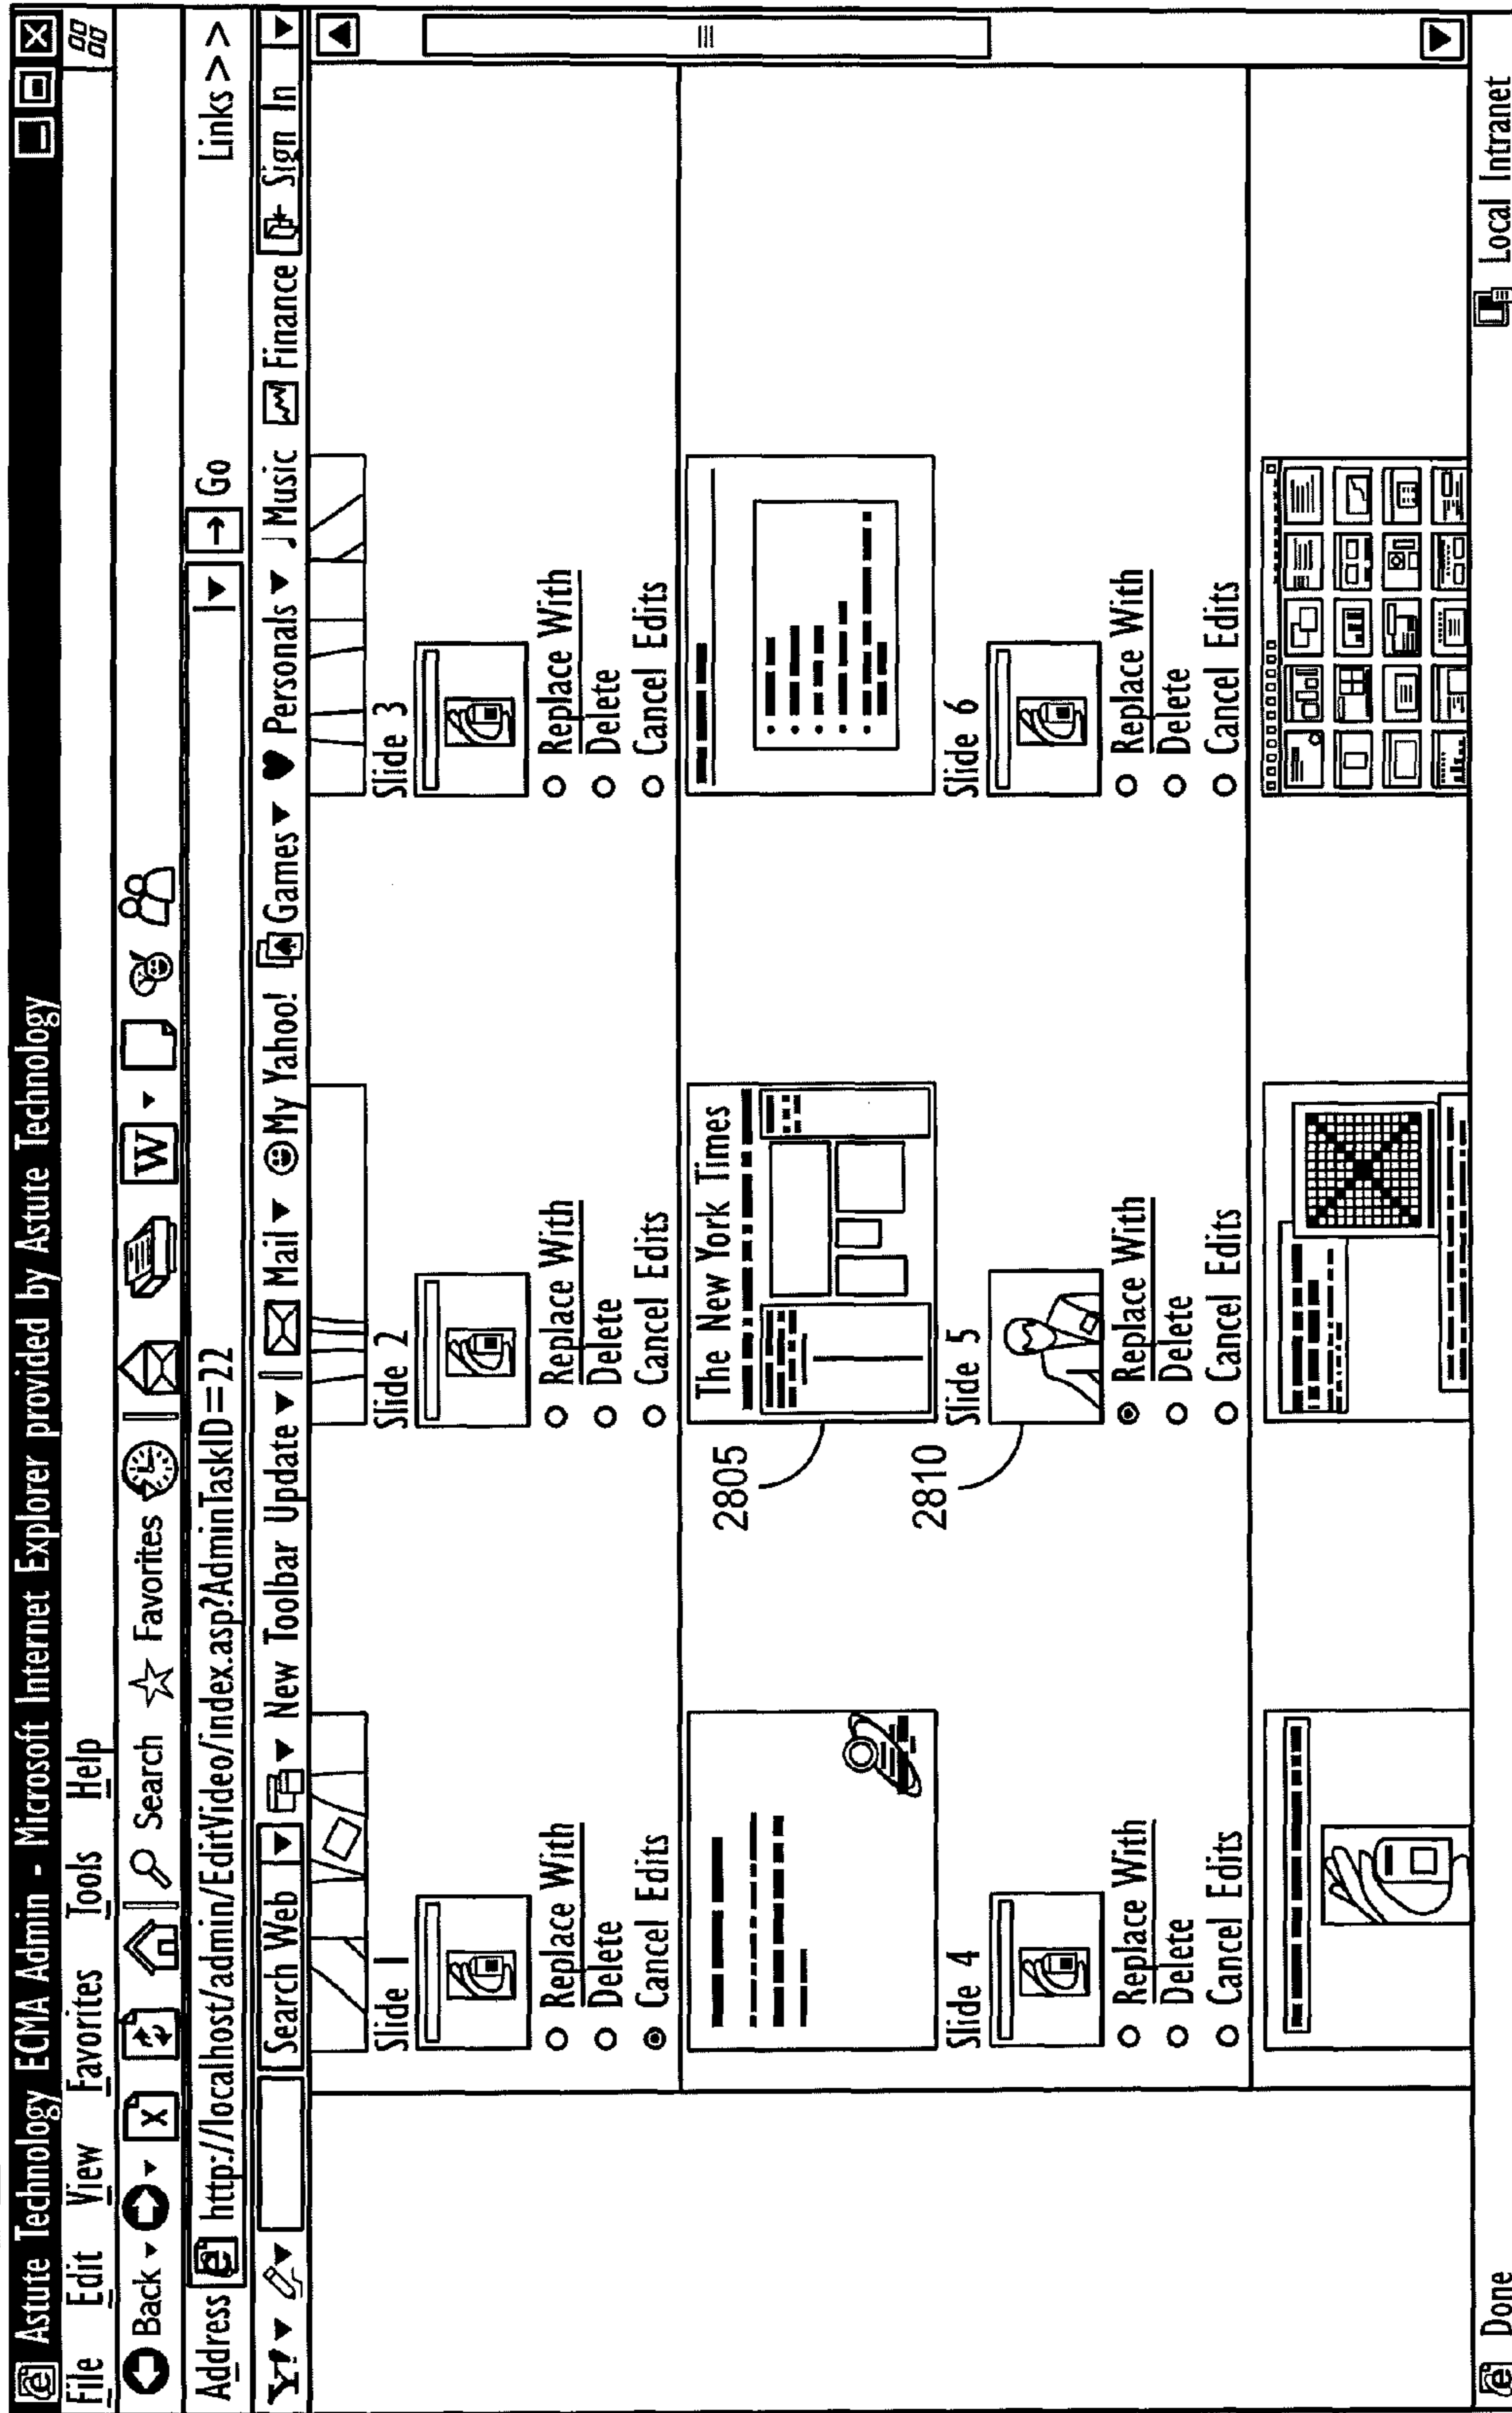 Astute Technology ECMA Admin - Microsoft Internet Explorer provided by Astute Technology
File Edit View Favorites Tools Help
Back Search Favorites W
Address http://localhost/admin/EditVideo/index.asp?AdminTaskID=22 Go Links >>
Y! Search Web New Toolbar Update Mail My Yahoo! Games Personals Music Finance Sign In
Slide 1 Slide 2 Slide 3
Replace With Replace With Replace With
Delete Delete Delete
Cancel Edits Cancel Edits Cancel Edits
The New York Times
2805
Slide 4 Slide 5 Slide 6
2810
Replace With Replace With Replace With
Delete Delete Delete
Cancel Edits Cancel Edits Cancel Edits
Done Local Intranet